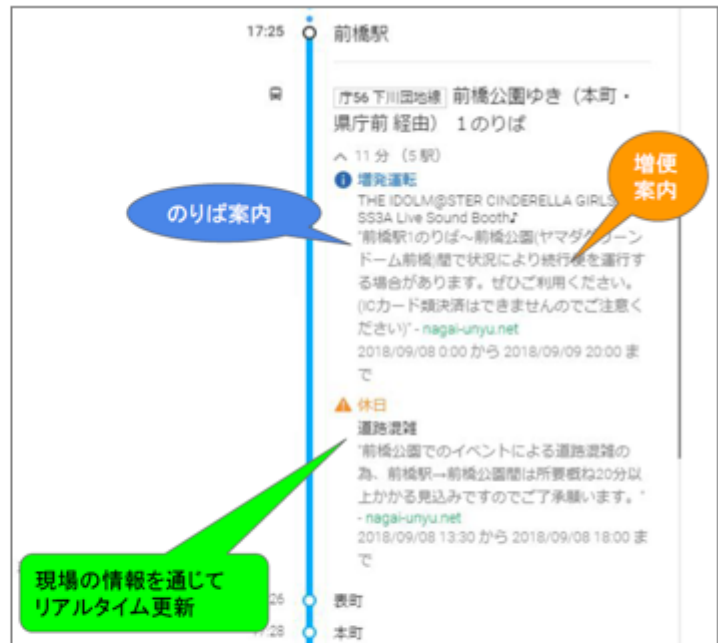 17:25 前橋駅
庁56 下川団地線 前橋公園ゆき（本町・
県庁前 経由） 1のりば
11分（5駅）
増発運転
増便
案内
THE IDOLM@STER CINDERELLA GIRLS
SS3A Live Sound Booth♪
のりば案内
"前橋駅1のりば～前橋公園(ヤマダグリーン
ドーム前橋)間で状況により続行便を運行す
る場合があります。ぜひご利用ください。
(ICカード類決済はできませんのでご注意く
ださい)" - nagai-unyu.net
2018/09/08 0:00 から 2018/09/09 20:00 ま
で
休日
道路混雑
"前橋公園でのイベントによる道路混雑の
為、前橋駅→前橋公園間は所要概ね20分以
上かかる見込みですのでご了承願います。"
- nagai-unyu.net
2018/09/08 13:30 から 2018/09/08 18:00 ま
で
現場の情報を通じて
リアルタイム更新
26 表町
17:28 本町